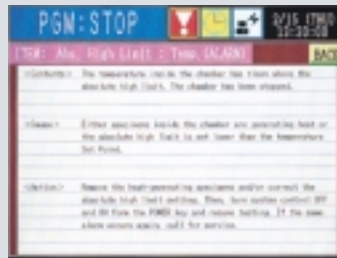 PGM:STOP
3/15 (THU)
ITEM: Abs. High Limit : Temp. (ALARM) BACK
<Contents> The temperature inside the chamber has risen above the
absolute high limit. The chamber has been stopped.
<Cause> Either specimens inside the chamber are generating heat or
the absolute high limit is not lower than the temperature
Set Point.
<Action> Remove the heat-generating specimens and/or correct the
absolute high limit setting. Then, turn system control OFF
and ON from the POWER key and resume testing. If the same
alarm occurs again, call for service.